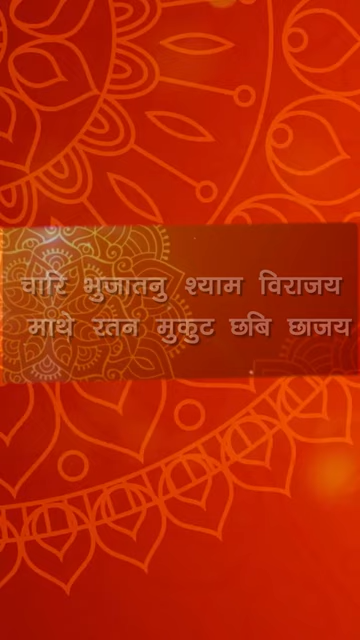 चारि भुजातनु श्याम विराजय
माथे रतन मुकुट छबि छाजय